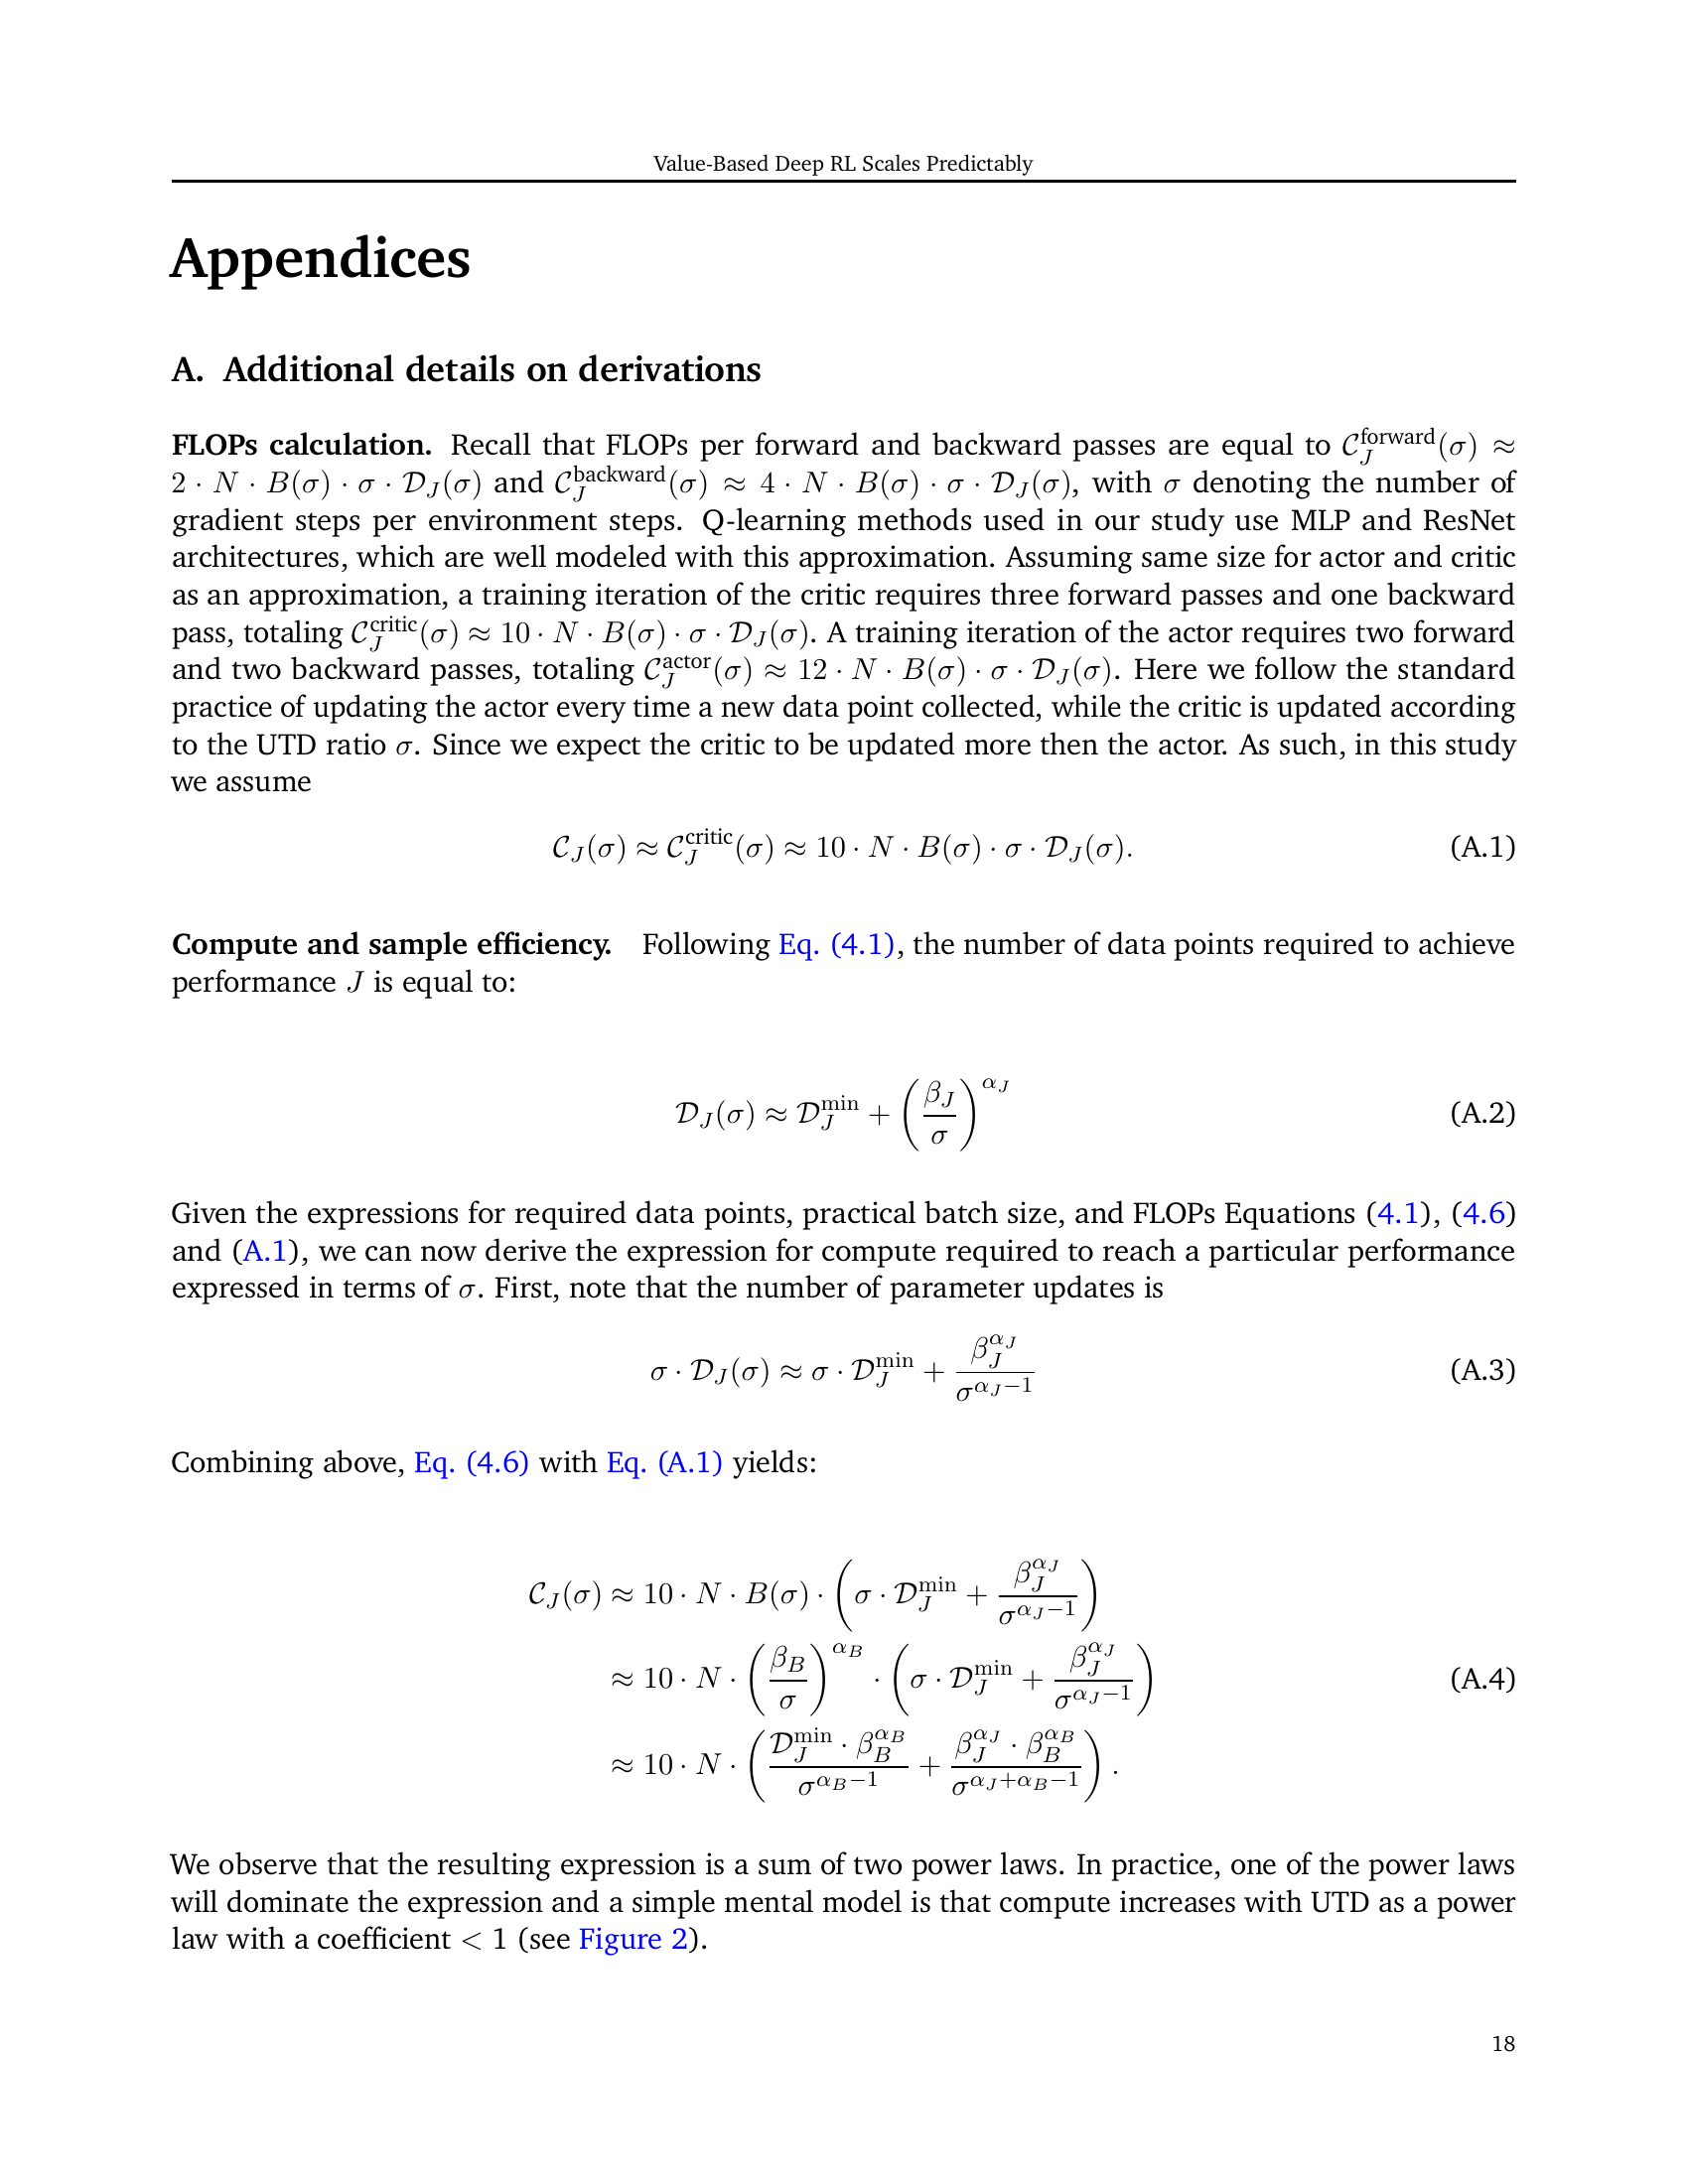 Value-Based Deep RL Scales Predictably
Appendices
A. Additional details on derivations
FLOPs calculation. Recall that FLOPs per forward and backward passes are equal to $\mathcal{C}_J^{\text{forward}}(\sigma) \approx$
$2 \cdot N \cdot B(\sigma) \cdot \sigma \cdot \mathcal{D}_J(\sigma)$ and $\mathcal{C}_J^{\text{backward}}(\sigma) \approx 4 \cdot N \cdot B(\sigma) \cdot \sigma \cdot \mathcal{D}_J(\sigma)$, with $\sigma$ denoting the number of
gradient steps per environment steps. Q-learning methods used in our study use MLP and ResNet
architectures, which are well modeled with this approximation. Assuming same size for actor and critic
as an approximation, a training iteration of the critic requires three forward passes and one backward
pass, totaling $\mathcal{C}_J^{\text{critic}}(\sigma) \approx 10 \cdot N \cdot B(\sigma) \cdot \sigma \cdot \mathcal{D}_J(\sigma)$. A training iteration of the actor requires two forward
and two backward passes, totaling $\mathcal{C}_J^{\text{actor}}(\sigma) \approx 12 \cdot N \cdot B(\sigma) \cdot \sigma \cdot \mathcal{D}_J(\sigma)$. Here we follow the standard
practice of updating the actor every time a new data point collected, while the critic is updated according
to the UTD ratio $\sigma$. Since we expect the critic to be updated more then the actor. As such, in this study
we assume
$\mathcal{C}_J(\sigma) \approx \mathcal{C}_J^{\text{critic}}(\sigma) \approx 10 \cdot N \cdot B(\sigma) \cdot \sigma \cdot \mathcal{D}_J(\sigma).$ (A.1)
Compute and sample efficiency. Following Eq. (4.1), the number of data points required to achieve
performance $J$ is equal to:
$\mathcal{D}_J(\sigma) \approx \mathcal{D}_J^{\min} + \left(\frac{\beta_J}{\sigma}\right)^{\alpha_J}$ (A.2)
Given the expressions for required data points, practical batch size, and FLOPs Equations (4.1), (4.6)
and (A.1), we can now derive the expression for compute required to reach a particular performance
expressed in terms of $\sigma$. First, note that the number of parameter updates is
$\sigma \cdot \mathcal{D}_J(\sigma) \approx \sigma \cdot \mathcal{D}_J^{\min} + \frac{\beta_J^{\alpha_J}}{\sigma^{\alpha_J-1}}$ (A.3)
Combining above, Eq. (4.6) with Eq. (A.1) yields:
$\mathcal{C}_J(\sigma) \approx 10 \cdot N \cdot B(\sigma) \cdot \left(\sigma \cdot \mathcal{D}_J^{\min} + \frac{\beta_J^{\alpha_J}}{\sigma^{\alpha_J-1}}\right)$
$\approx 10 \cdot N \cdot \left(\frac{\beta_B}{\sigma}\right)^{\alpha_B} \cdot \left(\sigma \cdot \mathcal{D}_J^{\min} + \frac{\beta_J^{\alpha_J}}{\sigma^{\alpha_J-1}}\right)$ (A.4)
$\approx 10 \cdot N \cdot \left(\frac{\mathcal{D}_J^{\min} \cdot \beta_B^{\alpha_B}}{\sigma^{\alpha_B-1}} + \frac{\beta_J^{\alpha_J} \cdot \beta_B^{\alpha_B}}{\sigma^{\alpha_J+\alpha_B-1}}\right).$
We observe that the resulting expression is a sum of two power laws. In practice, one of the power laws
will dominate the expression and a simple mental model is that compute increases with UTD as a power
law with a coefficient < 1 (see Figure 2).
18